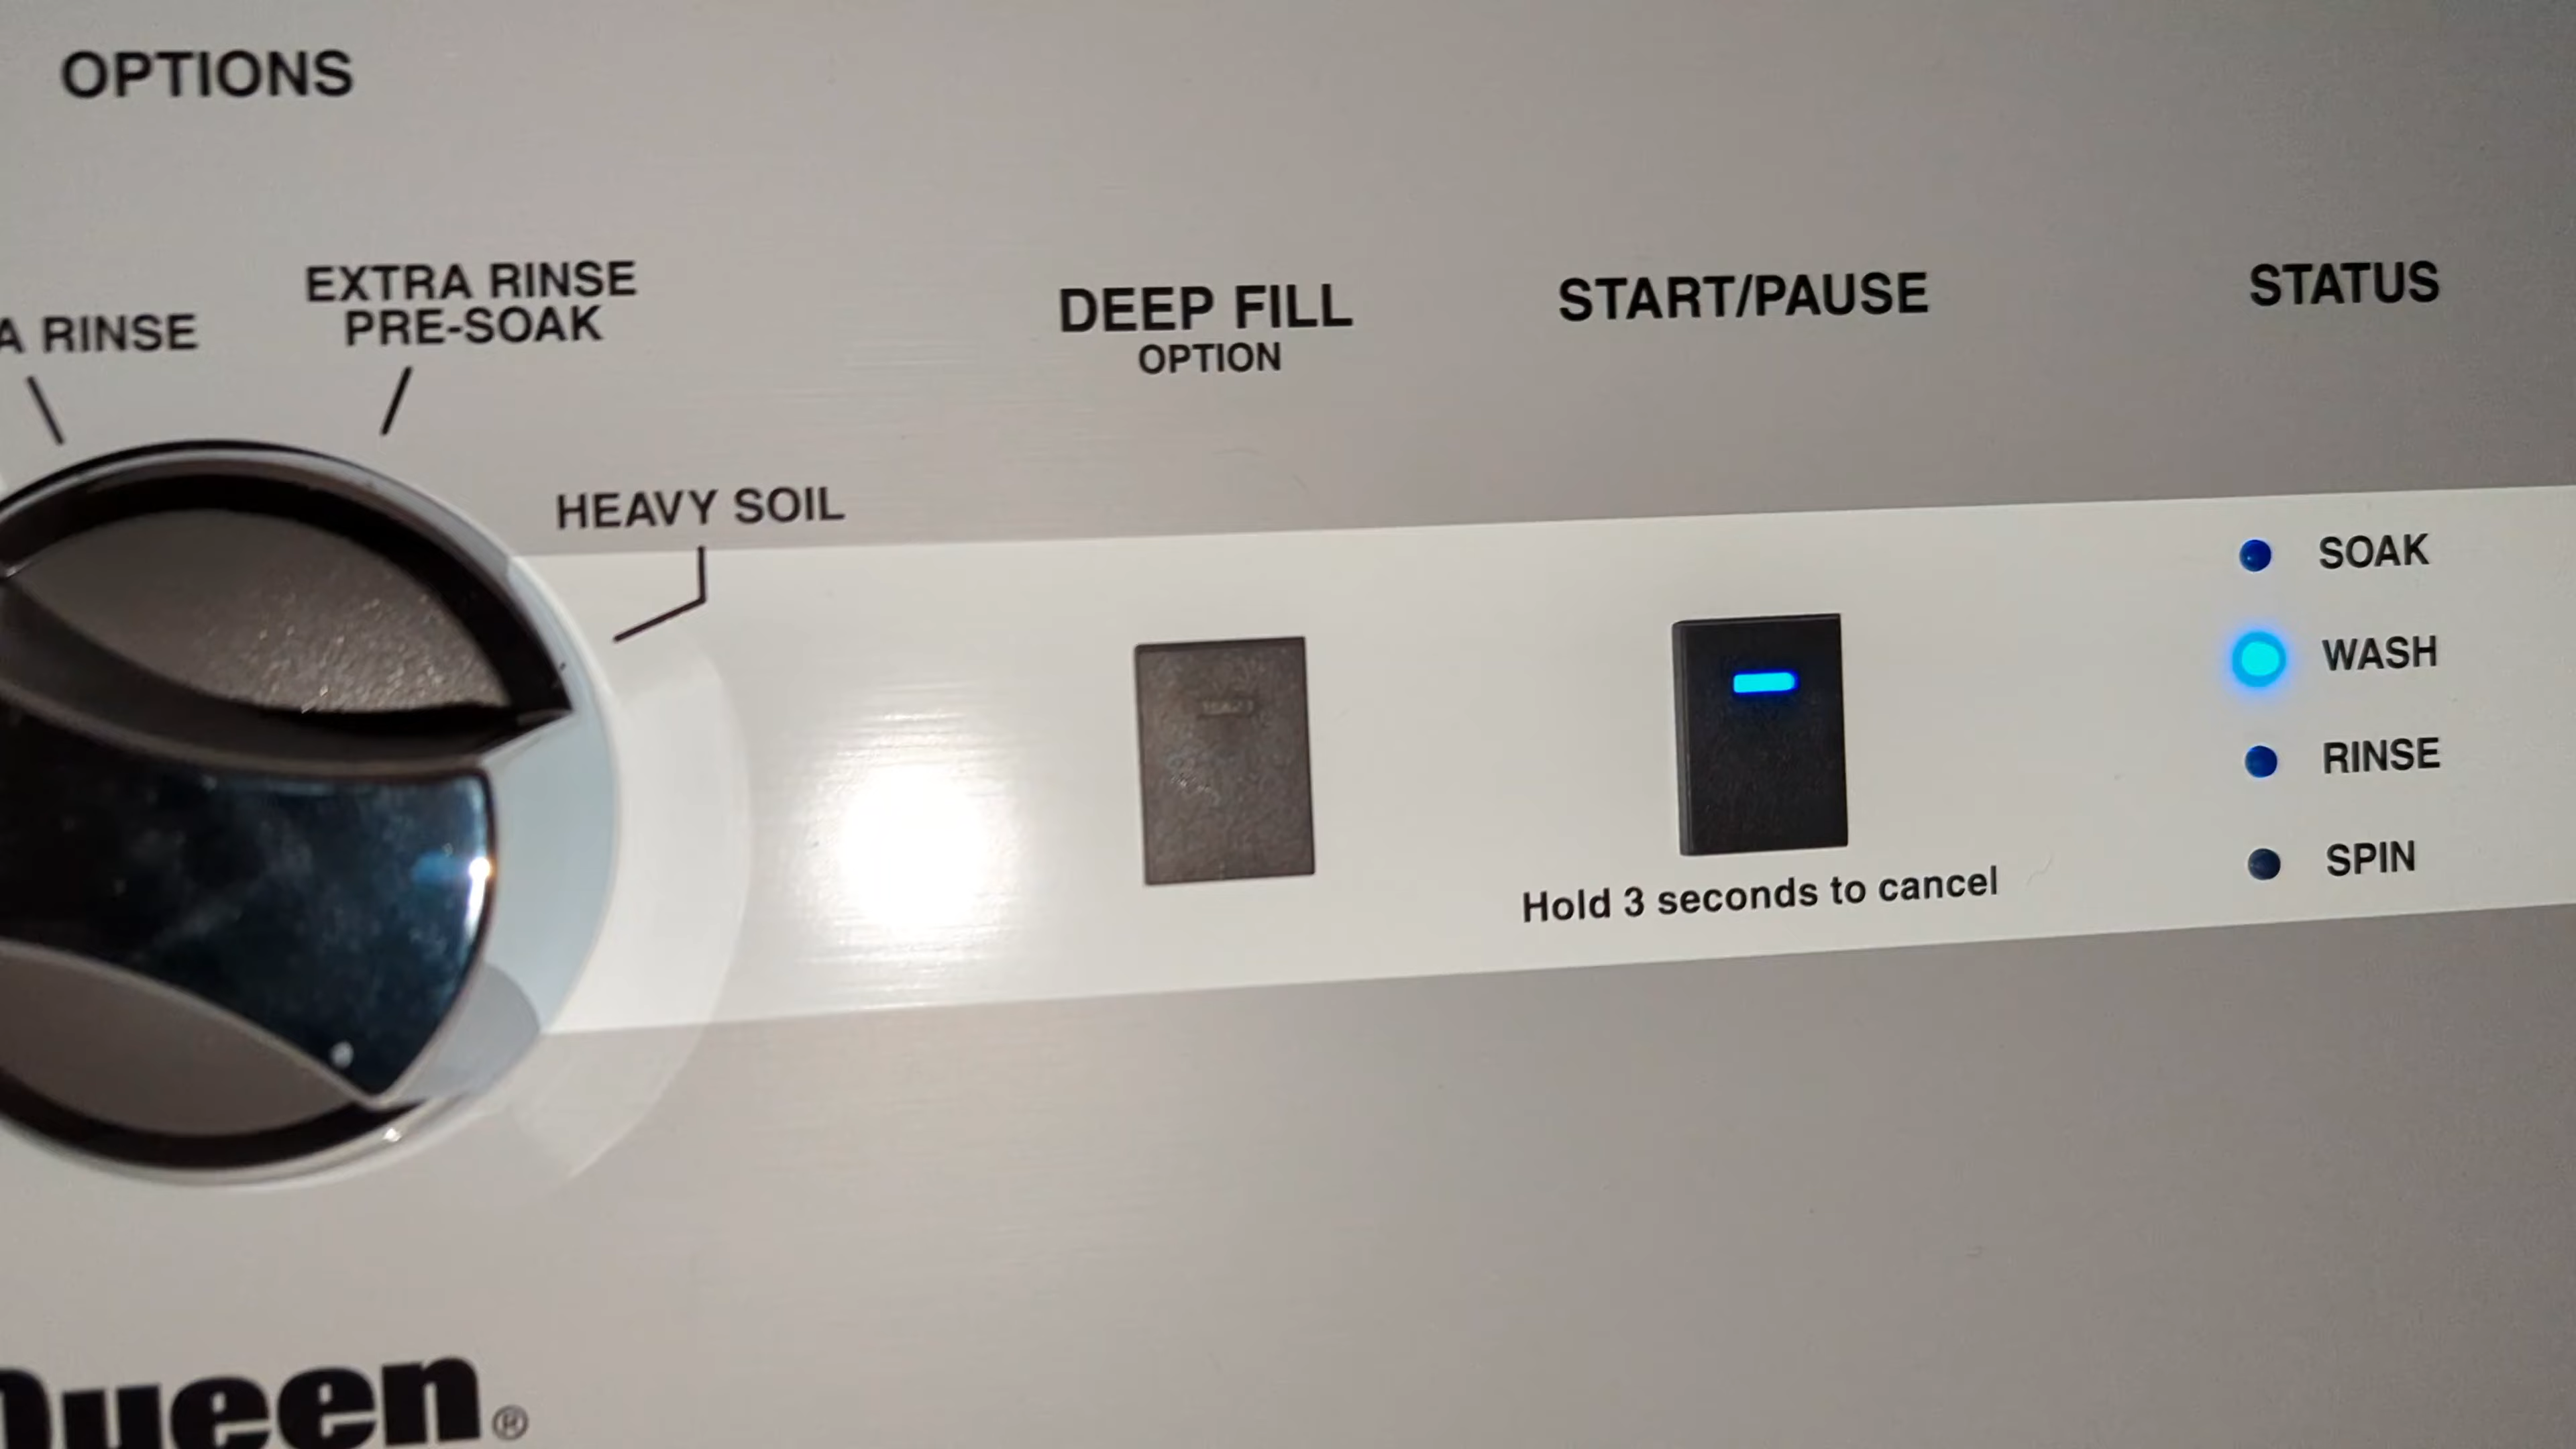 OPTIONS
RINSE
EXTRA RINSE
PRE-SOAK
HEAVY SOIL
DEEP FILL
OPTION
START/PAUSE
Hold 3 seconds to cancel
STATUS
SOAK
WASH
RINSE
SPIN
Queen®